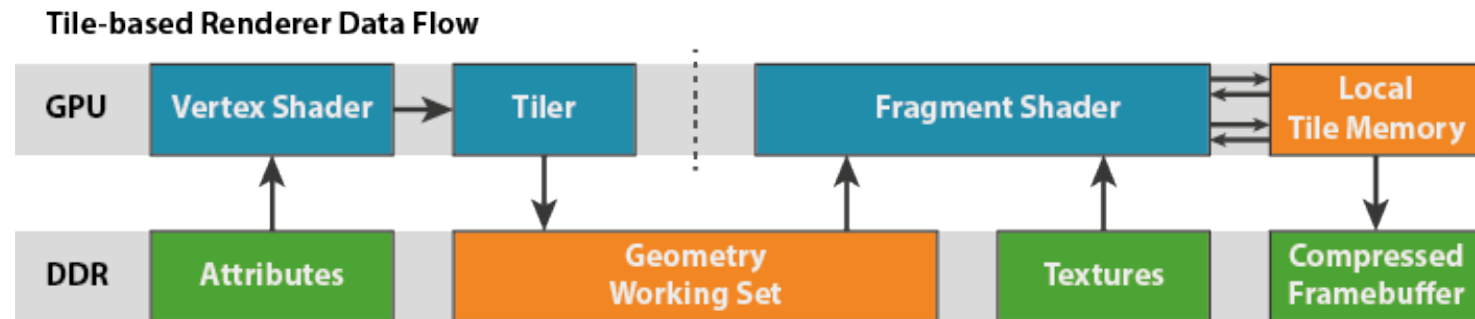 Tile-based Renderer Data Flow
GPU
Vertex Shader
Tiler
Fragment Shader
Local
Tile Memory
DDR
Attributes
Geometry
Working Set
Textures
Compressed
Framebuffer